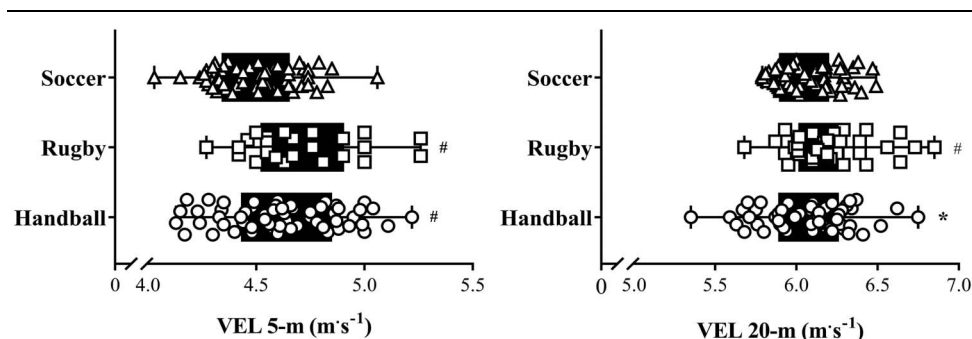 Soccer
Rugby #
Handball #
0 4.0 4.5 5.0 5.5
VEL 5-m (m·s⁻¹)
Soccer
Rugby #
Handball *
0 5.0 5.5 6.0 6.5 7.0
VEL 20-m (m·s⁻¹)